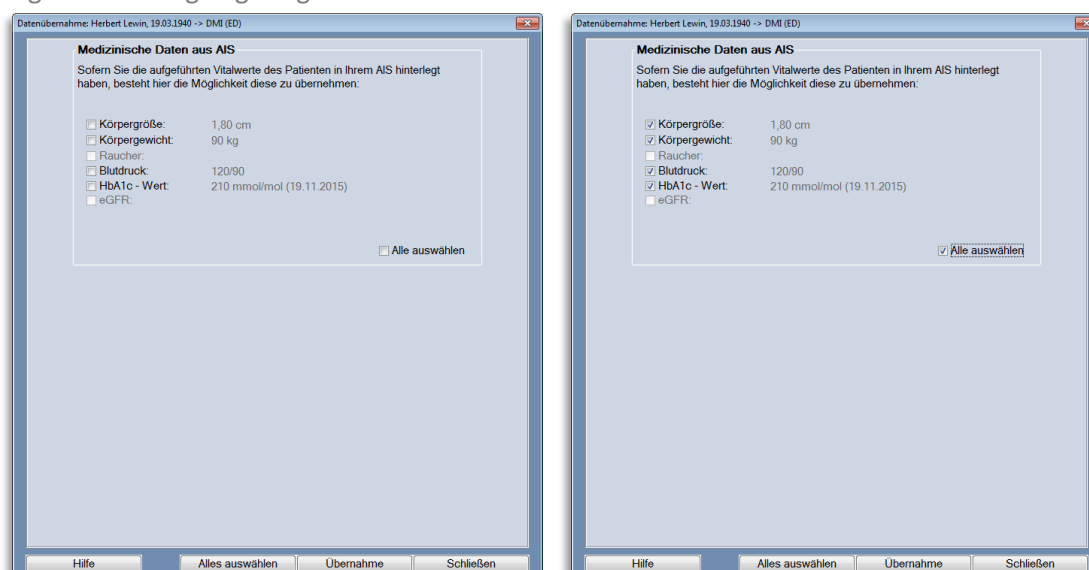 Datenübernahme: Herbert Lewin, 19.03.1940 -> DMI (ED)
Medizinische Daten aus AIS
Sofern Sie die aufgeführten Vitalwerte des Patienten in Ihrem AIS hinterlegt
haben, besteht hier die Möglichkeit diese zu übernehmen:
Körpergröße: 1,80 cm
Körpergewicht: 90 kg
Raucher:
Blutdruck: 120/90
HbA1c - Wert: 210 mmol/mol (19.11.2015)
eGFR:
Alle auswählen
Hilfe Alles auswählen Übernahme Schließen
Datenübernahme: Herbert Lewin, 19.03.1940 -> DMI (ED)
Medizinische Daten aus AIS
Sofern Sie die aufgeführten Vitalwerte des Patienten in Ihrem AIS hinterlegt
haben, besteht hier die Möglichkeit diese zu übernehmen:
Körpergröße: 1,80 cm
Körpergewicht: 90 kg
Raucher:
Blutdruck: 120/90
HbA1c - Wert: 210 mmol/mol (19.11.2015)
eGFR:
Alle auswählen
Hilfe Alles auswählen Übernahme Schließen